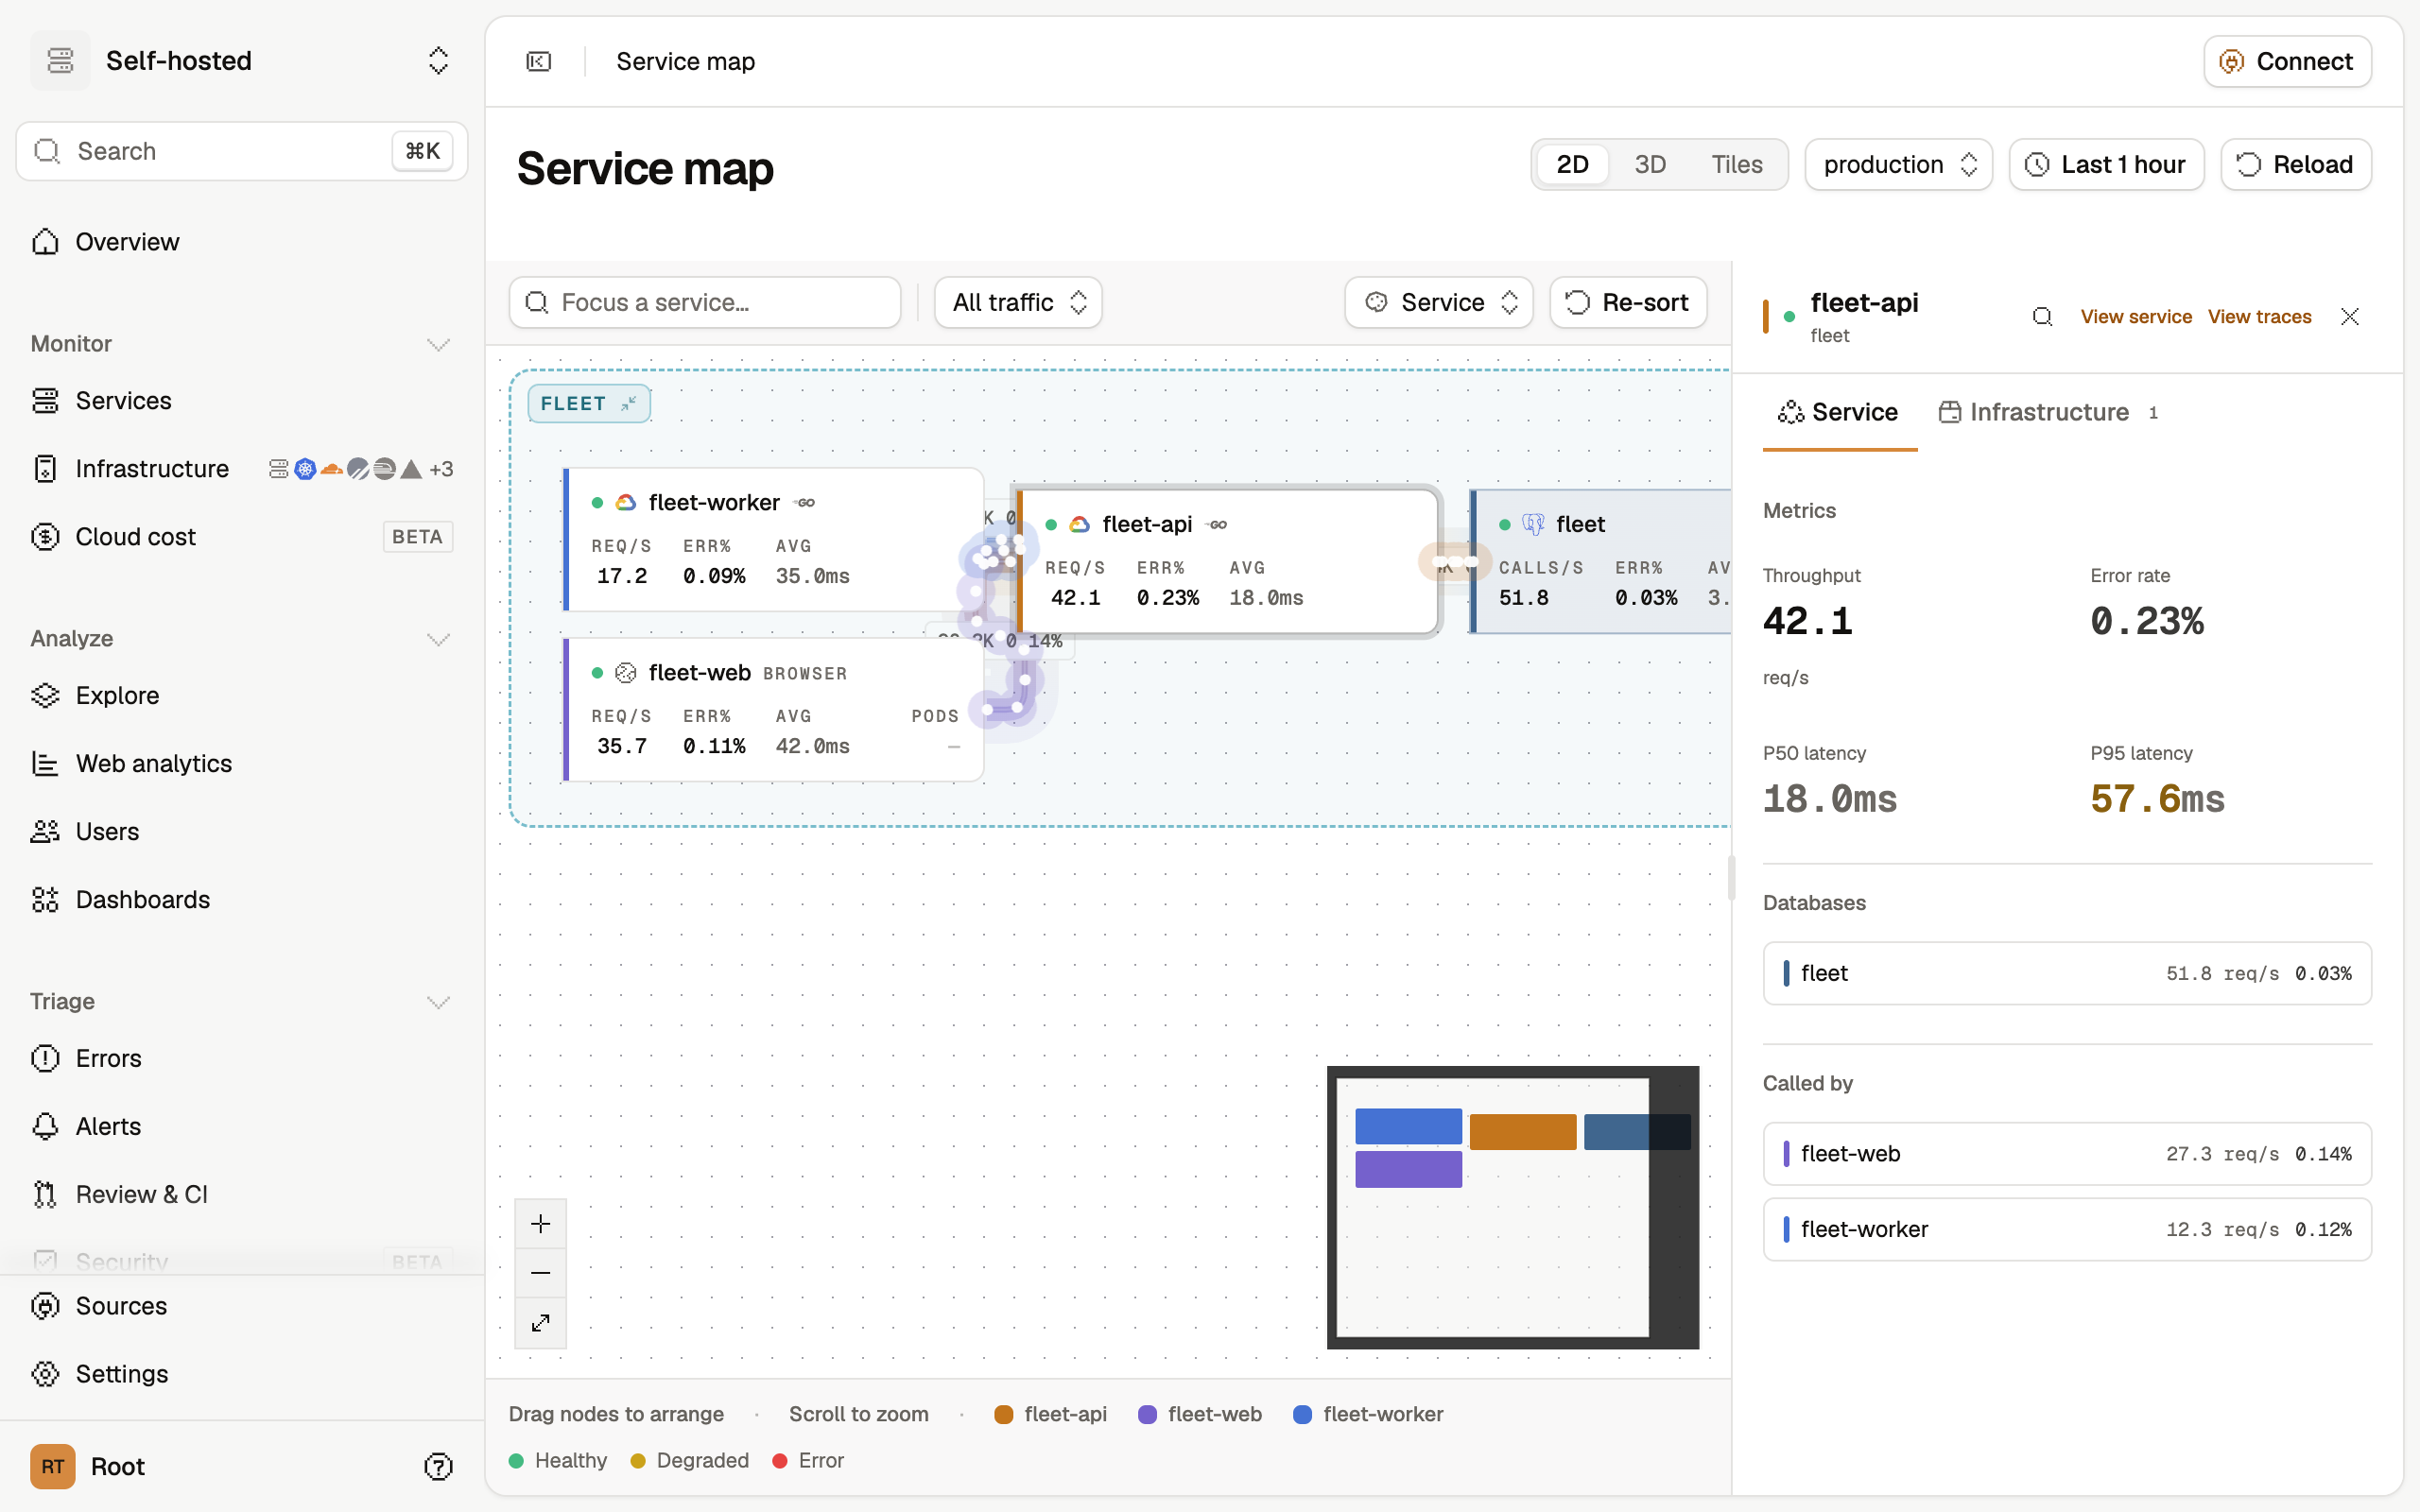 Self-hosted
Search
⌘K
Overview
Monitor
Services
Infrastructure +3
Cloud cost BETA
Analyze
Explore
Web analytics
Users
Dashboards
Triage
Errors
Alerts
Review & CI
Security BETA
Sources
Settings
RT Root
Service map
Connect
Service map
2D 3D Tiles
production
Last 1 hour
Reload
Focus a service...
All traffic
Service
Re-sort
FLEET
fleet-worker GO
REQ/S ERR% AVG
17.2 0.09% 35.0ms
fleet-web BROWSER
REQ/S ERR% AVG PODS
35.7 0.11% 42.0ms –
K 0.14%
fleet-api GO
REQ/S ERR% AVG
42.1 0.23% 18.0ms
fleet
CALLS/S ERR%
51.8 0.03%
Drag nodes to arrange · Scroll to zoom · fleet-api fleet-web fleet-worker
Healthy Degraded Error
fleet-api
fleet
View service View traces
Service Infrastructure 1
Metrics
Throughput Error rate
42.1 0.23%
req/s
P50 latency P95 latency
18.0ms 57.6ms
Databases
fleet 51.8 req/s 0.03%
Called by
fleet-web 27.3 req/s 0.14%
fleet-worker 12.3 req/s 0.12%